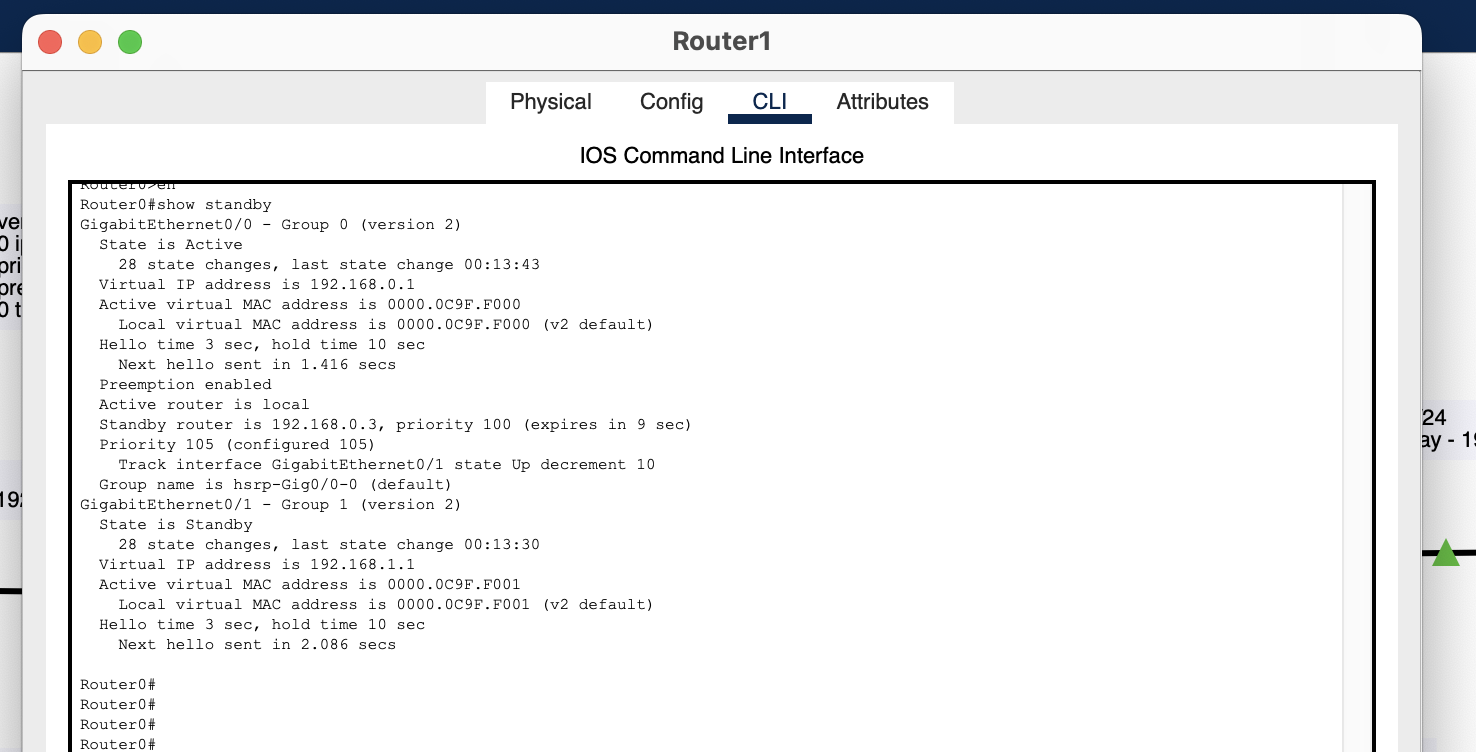 Router1
Physical Config CLI Attributes
IOS Command Line Interface
Router0>en
Router0#show standby
GigabitEthernet0/0 - Group 0 (version 2)
State is Active
28 state changes, last state change 00:13:43
Virtual IP address is 192.168.0.1
Active virtual MAC address is 0000.0C9F.F000
Local virtual MAC address is 0000.0C9F.F000 (v2 default)
Hello time 3 sec, hold time 10 sec
Next hello sent in 1.416 secs
Preemption enabled
Active router is local
Standby router is 192.168.0.3, priority 100 (expires in 9 sec)
Priority 105 (configured 105)
Track interface GigabitEthernet0/1 state Up decrement 10
Group name is hsrp-Gig0/0-0 (default)
GigabitEthernet0/1 - Group 1 (version 2)
State is Standby
28 state changes, last state change 00:13:30
Virtual IP address is 192.168.1.1
Active virtual MAC address is 0000.0C9F.F001
Local virtual MAC address is 0000.0C9F.F001 (v2 default)
Hello time 3 sec, hold time 10 sec
Next hello sent in 2.086 secs
Router0#
Router0#
Router0#
Router0#